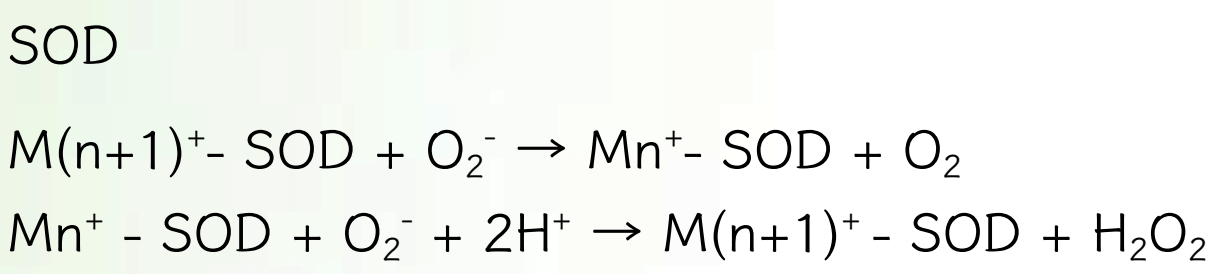 SOD
M(n+1)⁺- SOD + O₂⁻ → Mn⁺- SOD + O₂
Mn⁺ - SOD + O₂⁻ + 2H⁺ → M(n+1)⁺ - SOD + H₂O₂